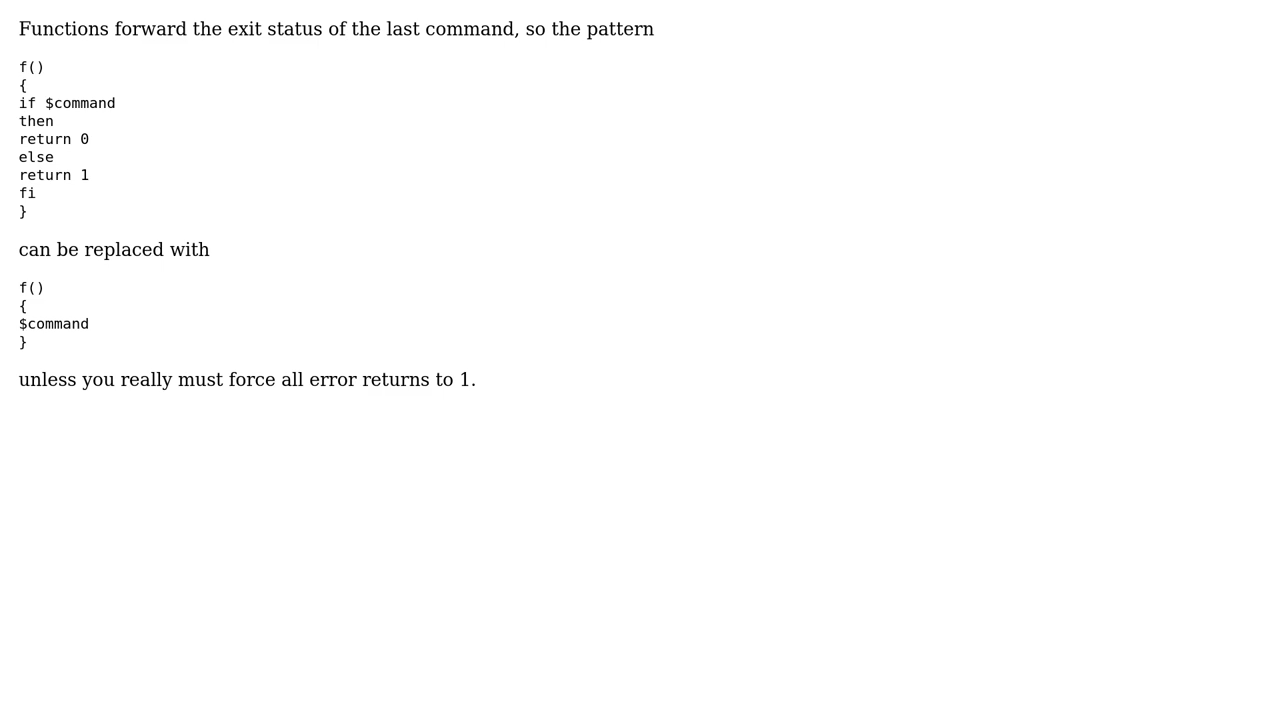 Functions forward the exit status of the last command, so the pattern
f()
{
if $command
then
return 0
else
return 1
fi
}
can be replaced with
f()
{
$command
}
unless you really must force all error returns to 1.